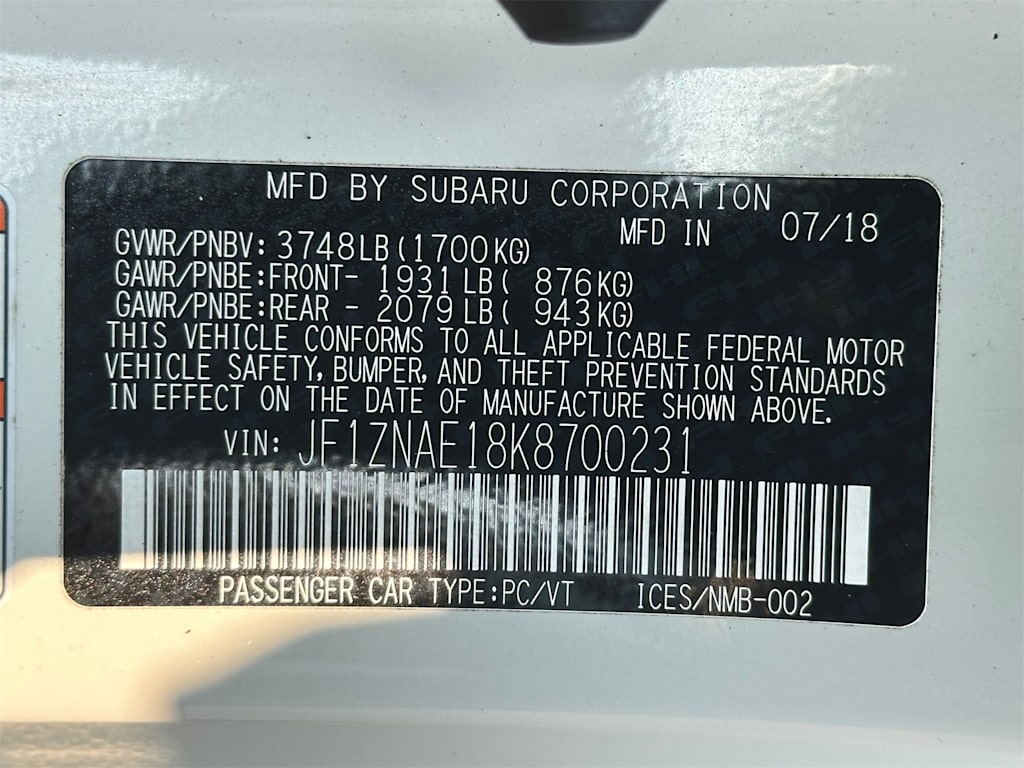 MFD BY SUBARU CORPORATION
MFD IN 07/18
GVWR/PNBV: 3748LB(1700KG)
GAWR/PNBE:FRONT- 1931LB( 876KG)
GAWR/PNBE:REAR - 2079LB( 943KG)
THIS VEHICLE CONFORMS TO ALL APPLICABLE FEDERAL MOTOR
VEHICLE SAFETY, BUMPER, AND THEFT PREVENTION STANDARDS
IN EFFECT ON THE DATE OF MANUFACTURE SHOWN ABOVE.
VIN: JF1ZNAE18K8700231
PASSENGER CAR TYPE:PC/VT ICES/NMB-002